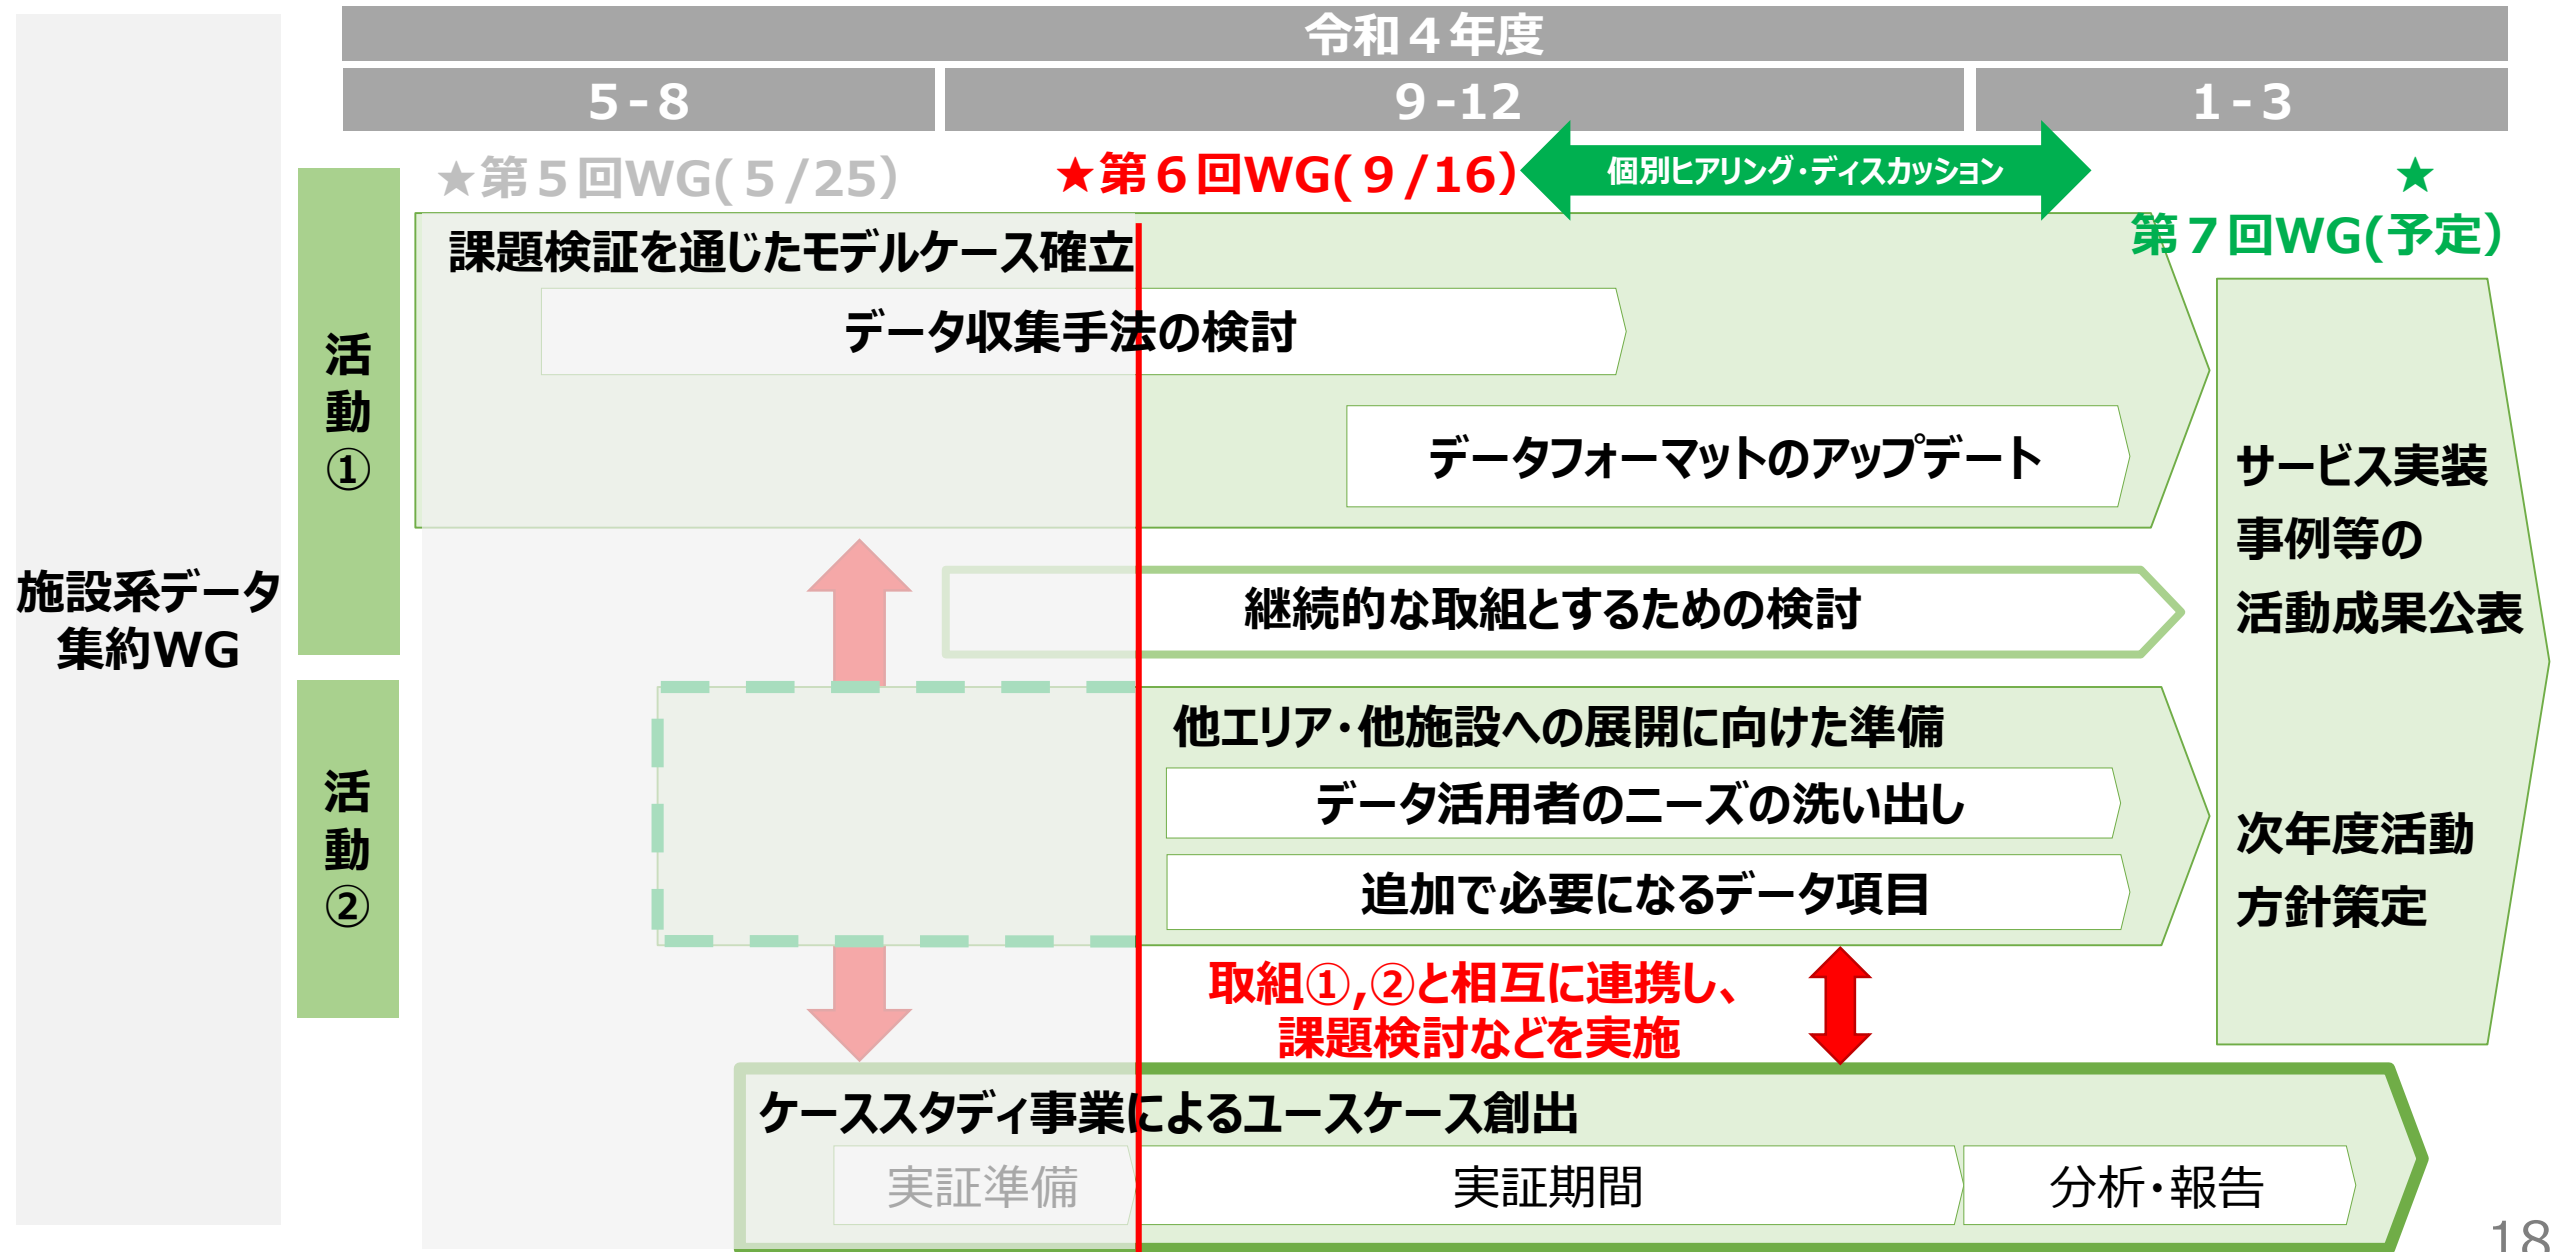 令和４年度
５-８
９-12
１-３
★第５回WG(５/25）
★第６回WG(９/16）
個別ヒアリング・ディスカッション
★
第７回WG(予定）
施設系データ
集約WG
活
動
①
課題検証を通じたモデルケース確立
データ収集手法の検討
データフォーマットのアップデート
継続的な取組とするための検討
活
動
②
他エリア・他施設への展開に向けた準備
データ活用者のニーズの洗い出し
追加で必要になるデータ項目
取組①,②と相互に連携し、
課題検討などを実施
ケーススタディ事業によるユースケース創出
実証準備
実証期間
分析・報告
サービス実装
事例等の
活動成果公表
次年度活動
方針策定
18